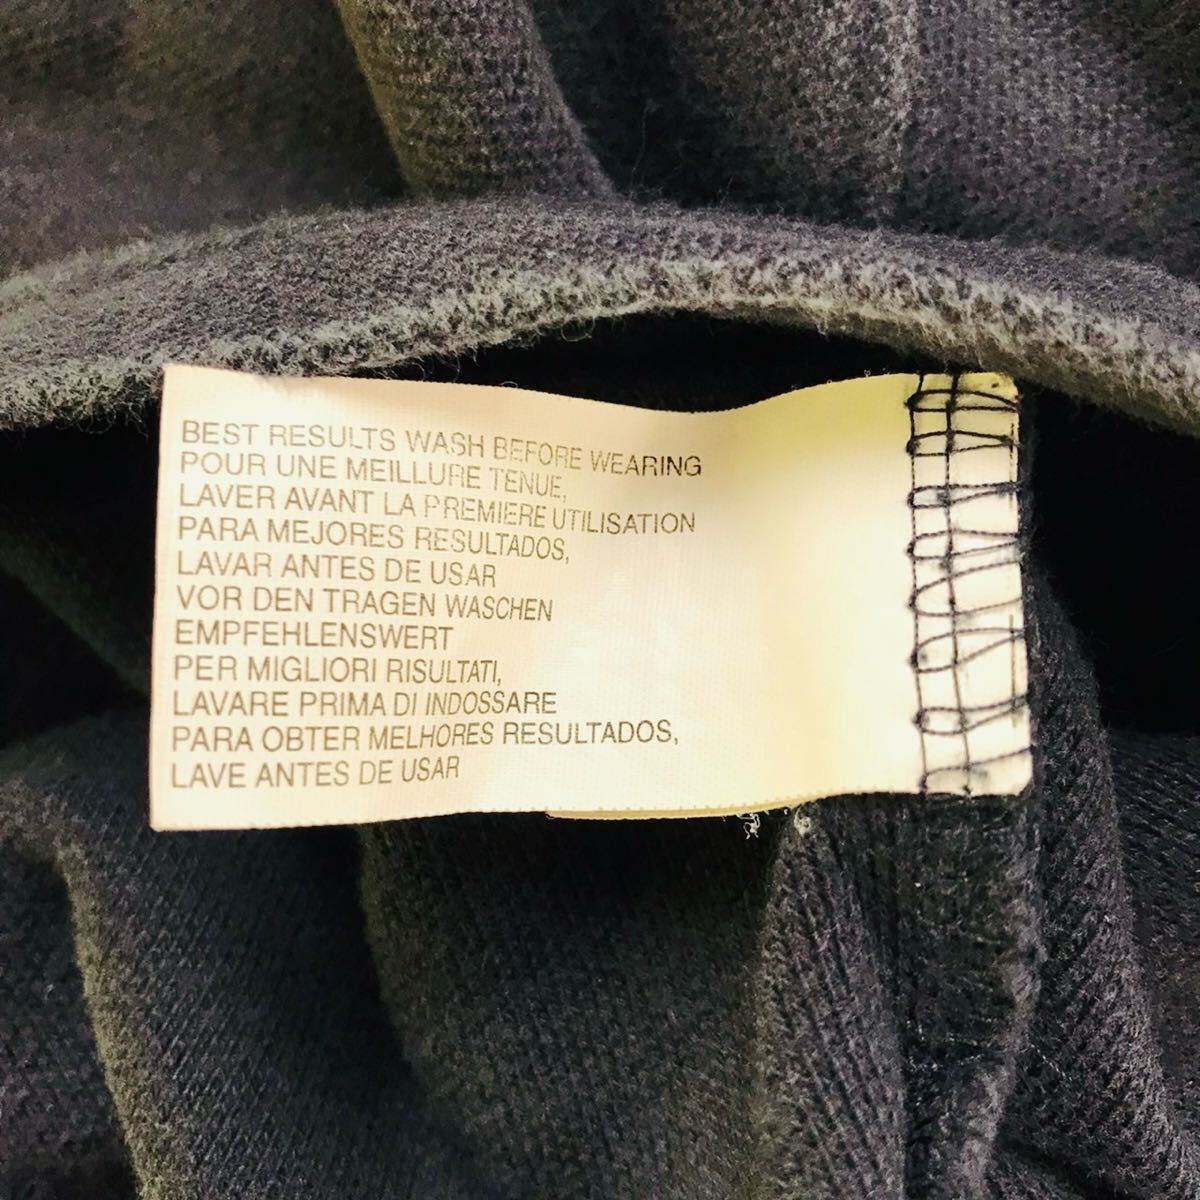 BEST RESULTS WASH BEFORE WEARING
POUR UNE MEILLURE TENUE,
LAVER AVANT LA PREMIERE UTILISATION
PARA MEJORES RESULTADOS,
LAVAR ANTES DE USAR
VOR DEN TRAGEN WASCHEN
EMPFEHLENSWERT
PER MIGLIORI RISULTATI,
LAVARE PRIMA DI INDOSSARE
PARA OBTER MELHORES RESULTADOS,
LAVE ANTES DE USAR